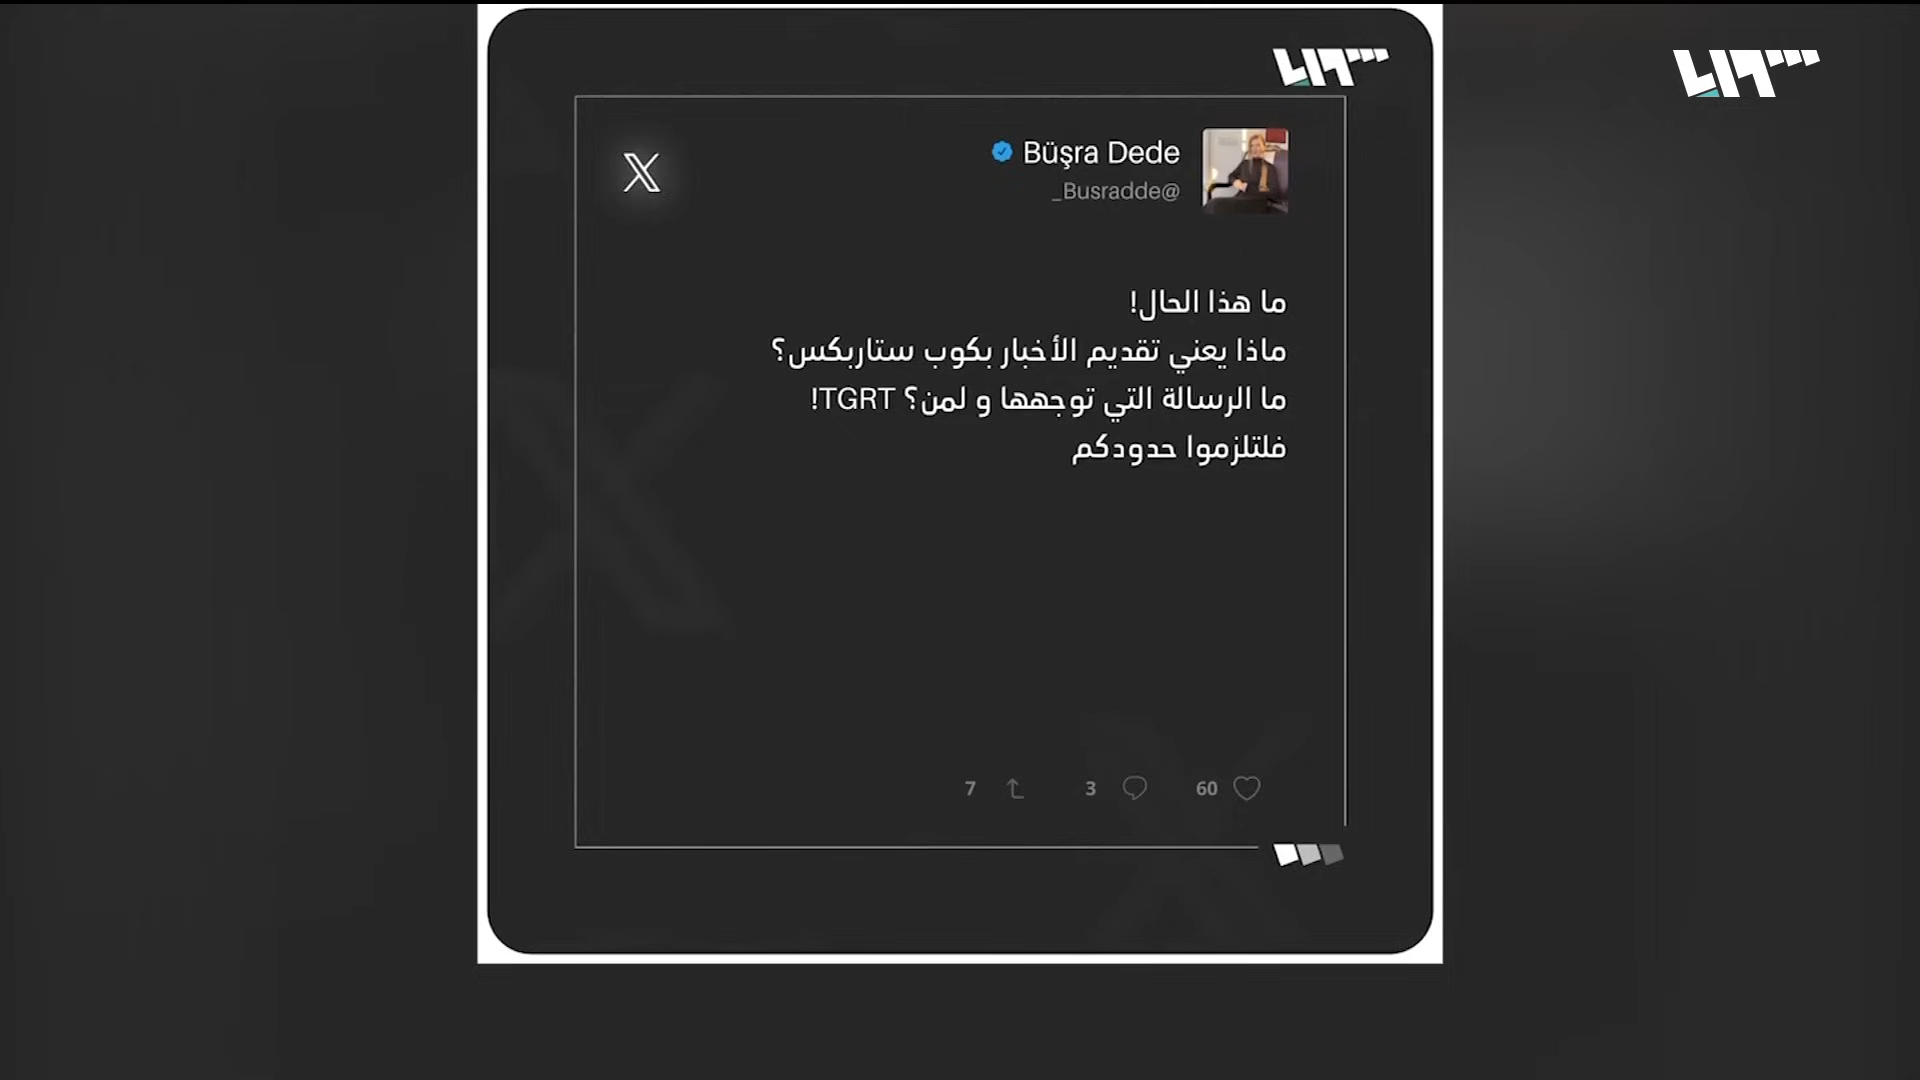 Büşra Dede
@Busradde_
ما هذا الحال!
ماذا يعني تقديم الأخبار بكوب ستاربكس؟
ما الرسالة التي توجهها و لمن؟ TGRT!
فلتلزموا حدودكم
60 3 7